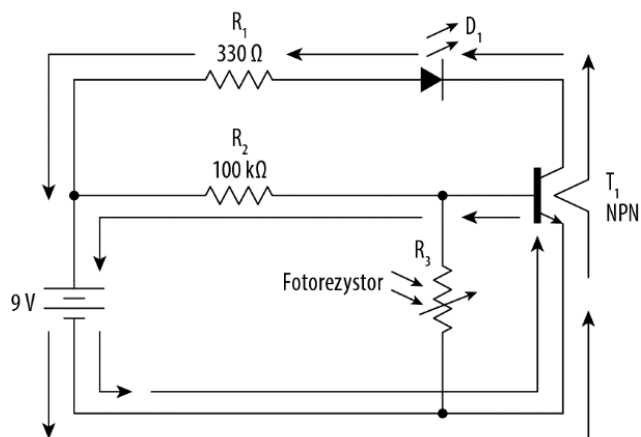 R1
330 Ω
D1
R2
100 kΩ
T1
NPN
R3
Fotorezystor
9 V